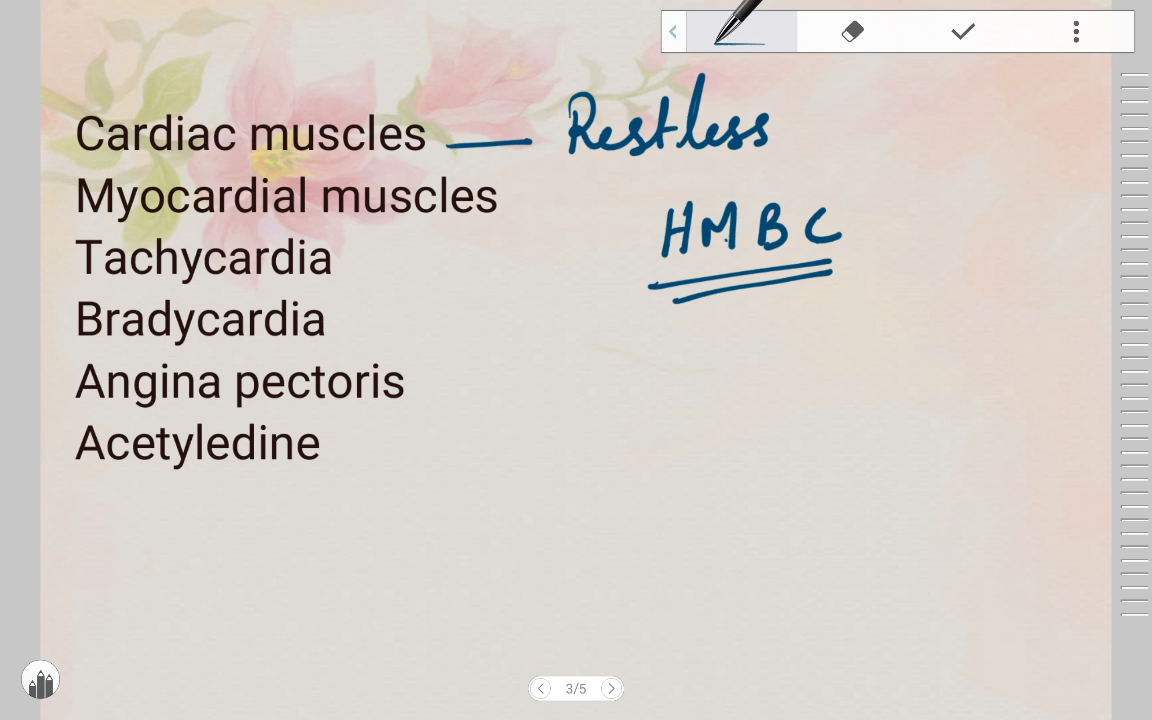 Cardiac muscles — Restless
Myocardial muscles
HMBC
Tachycardia
Bradycardia
Angina pectoris
Acetyledine
3/5